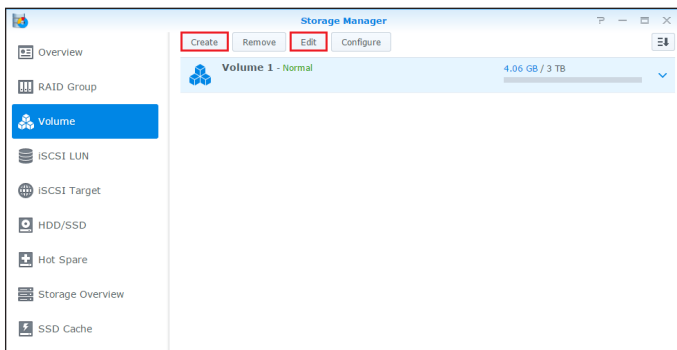 Storage Manager
Create Remove Edit Configure
Overview
RAID Group
Volume
iSCSI LUN
iSCSI Target
HDD/SSD
Hot Spare
Storage Overview
SSD Cache
Volume 1 - Normal
4.06 GB / 3 TB